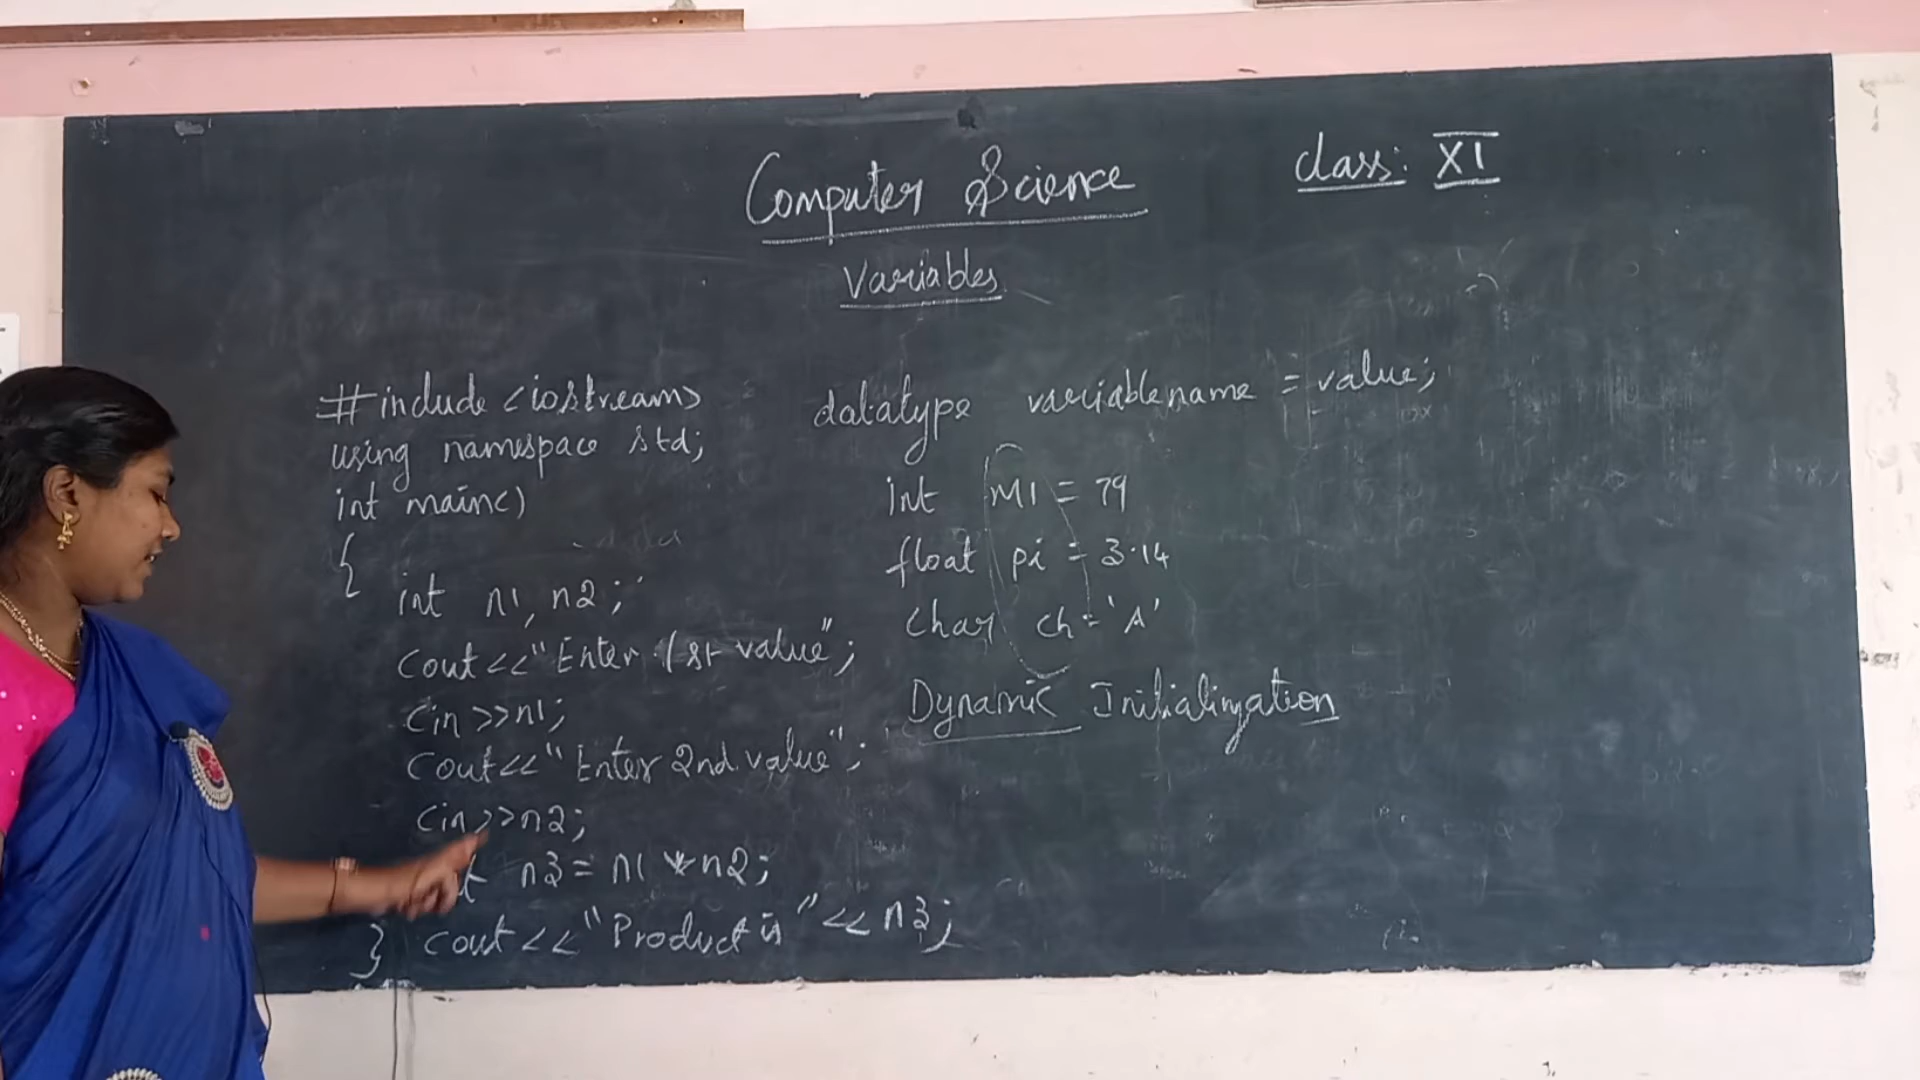 Computer Science
class: XI
Variables
#include <iostream>
using namespace std;
int main()
{
int n1, n2;
cout<<"Enter 1st value";
cin>>n1;
cout<<"Enter 2nd value";
cin>>n2;
n3 = n1 * n2;
} cout<<"Product is"<<n3;
datatype variablename = value;
int M1 = 79
float pi = 3.14
char ch = 'A'
Dynamic Initialization